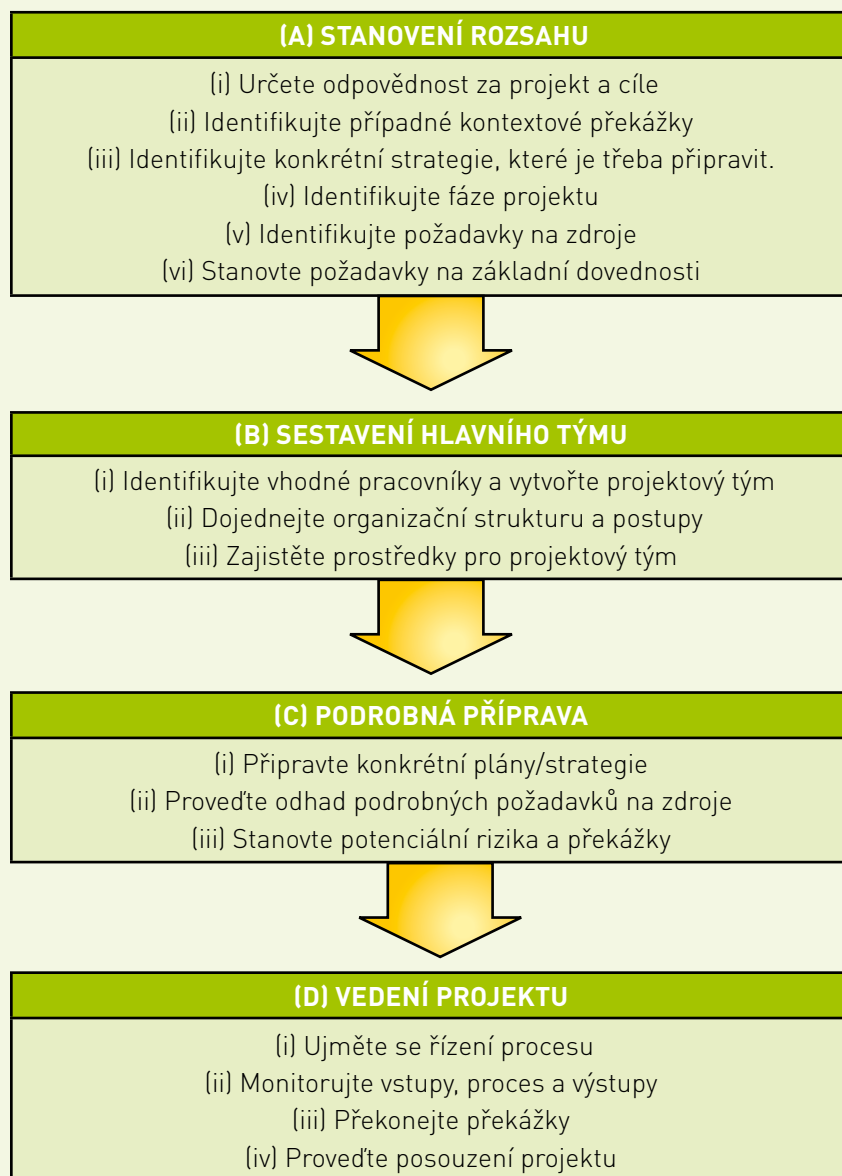 (A) STANOVENÍ ROZSAHU
(i) Určete odpovědnost za projekt a cíle
(ii) Identifikujte případné kontextové překážky
(iii) Identifikujte konkrétní strategie, které je třeba připravit.
(iv) Identifikujte fáze projektu
(v) Identifikujte požadavky na zdroje
(vi) Stanovte požadavky na základní dovednosti
(B) SESTAVENÍ HLAVNÍHO TÝMU
(i) Identifikujte vhodné pracovníky a vytvořte projektový tým
(ii) Dojednejte organizační strukturu a postupy
(iii) Zajistěte prostředky pro projektový tým
(C) PODROBNÁ PŘÍPRAVA
(i) Připravte konkrétní plány/strategie
(ii) Proveďte odhad podrobných požadavků na zdroje
(iii) Stanovte potenciální rizika a překážky
(D) VEDENÍ PROJEKTU
(i) Ujměte se řízení procesu
(ii) Monitorujte vstupy, proces a výstupy
(iii) Překonejte překážky
(iv) Proveďte posouzení projektu